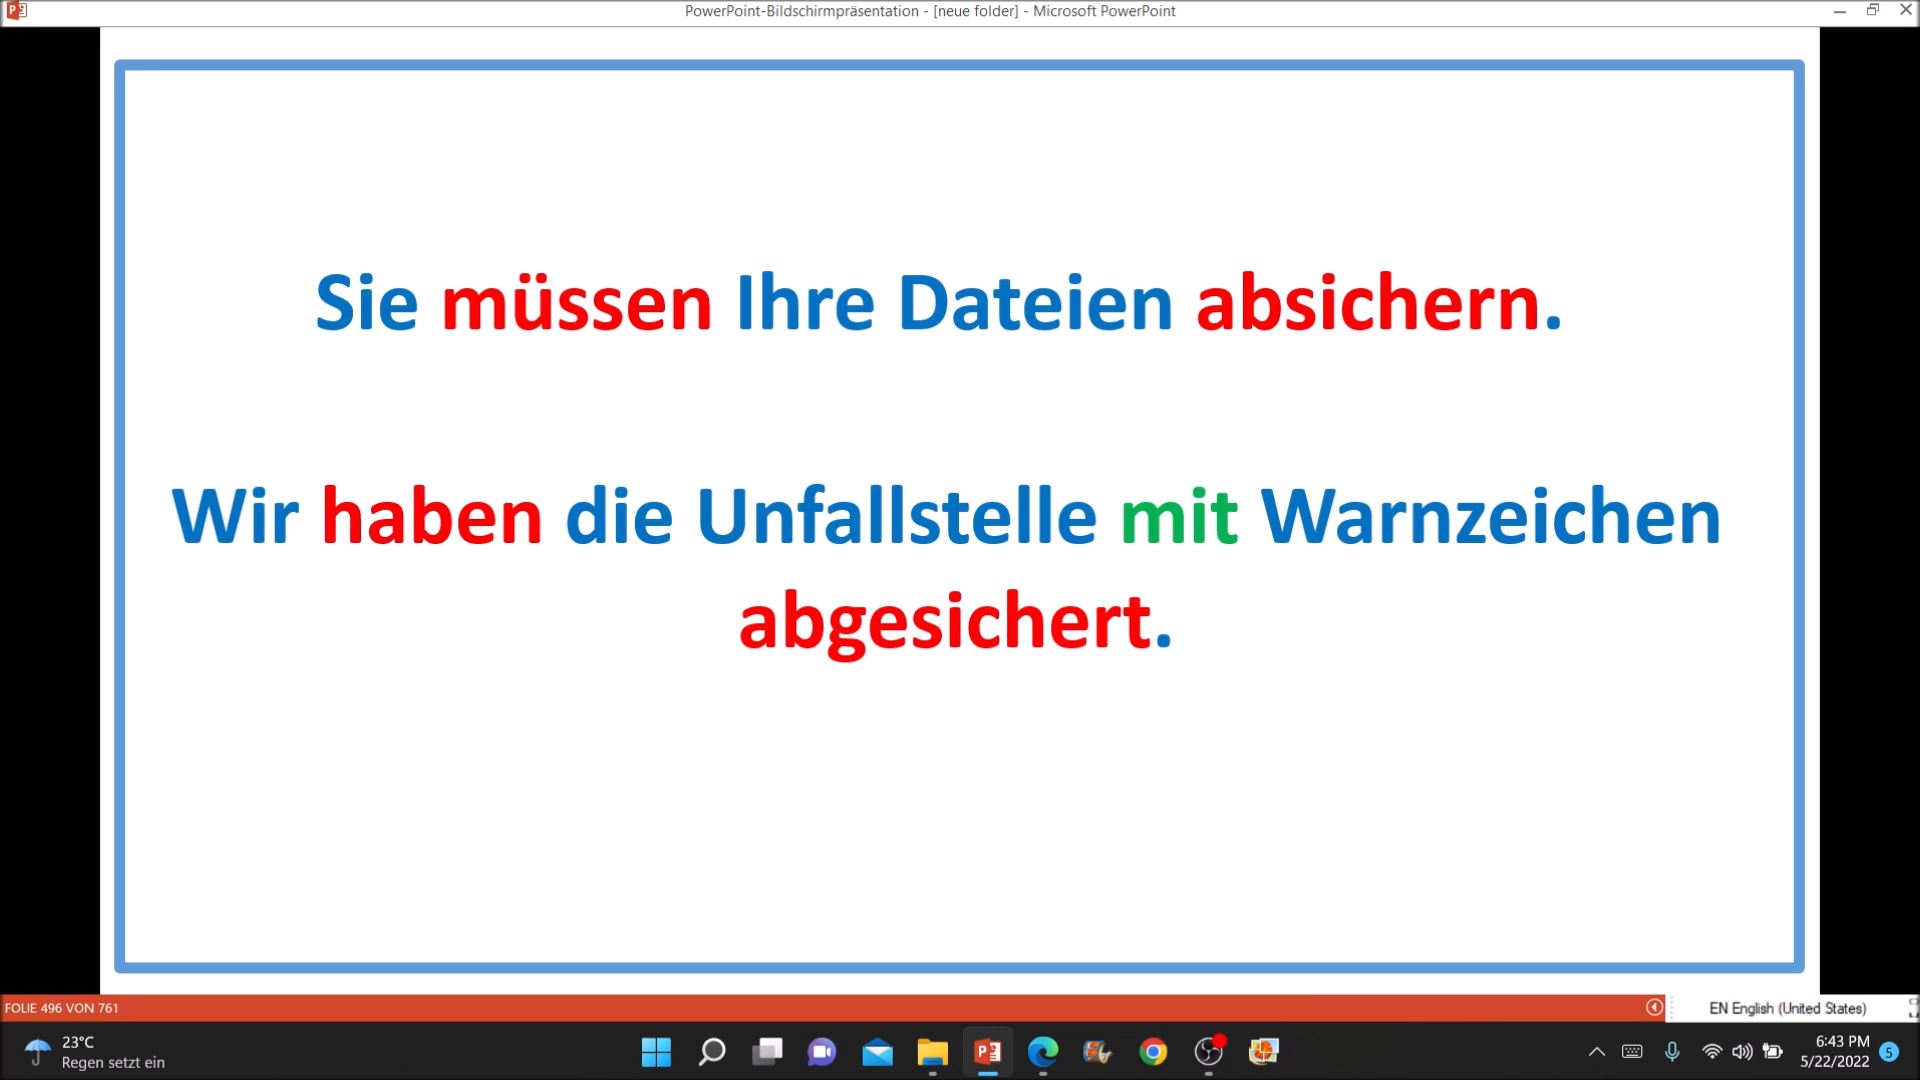 PowerPoint-Bildschirmpräsentation - [neue folder] - Microsoft PowerPoint
Sie müssen Ihre Dateien absichern.
Wir haben die Unfallstelle mit Warnzeichen
abgesichert.
FOLIE 496 VON 761
EN English (United States)
23°C
Regen setzt ein
6:43 PM
5/22/2022
5